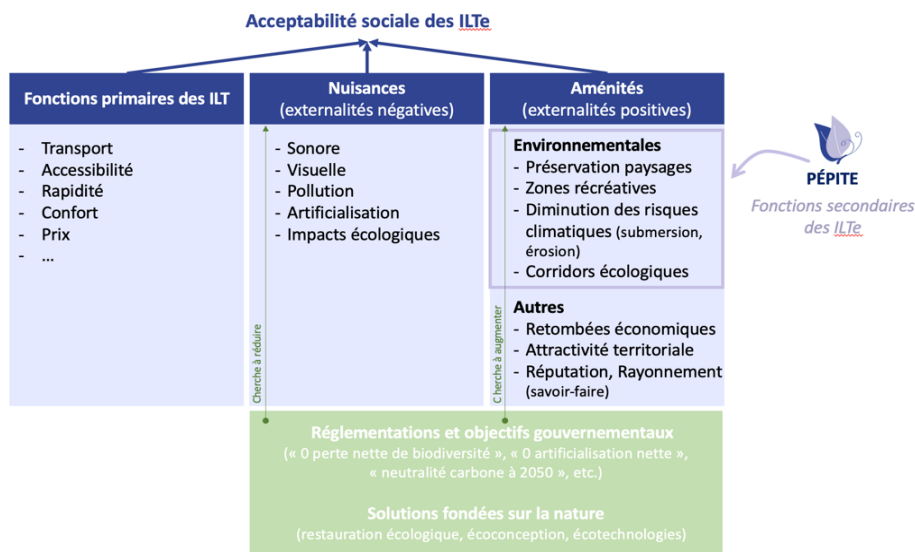 Acceptabilité sociale des ILTe
Fonctions primaires des ILT
- Transport
- Accessibilité
- Rapidité
- Confort
- Prix
- ...
Nuisances
(externalités négatives)
- Sonore
- Visuelle
- Pollution
- Artificialisation
- Impacts écologiques
Cherche à réduire
Aménités
(externalités positives)
Environnementales
- Préservation paysages
- Zones récréatives
- Diminution des risques
climatiques (submersion,
érosion)
- Corridors écologiques
Autres
- Retombées économiques
- Attractivité territoriale
- Réputation, Rayonnement
(savoir-faire)
C herche à augmenter
PÉPITE
Fonctions secondaires
des ILTe
Réglementations et objectifs gouvernementaux
(« 0 perte nette de biodiversité », « 0 artificialisation nette »,
« neutralité carbone à 2050 », etc.)
Solutions fondées sur la nature
(restauration écologique, écoconception, écotechnologies)